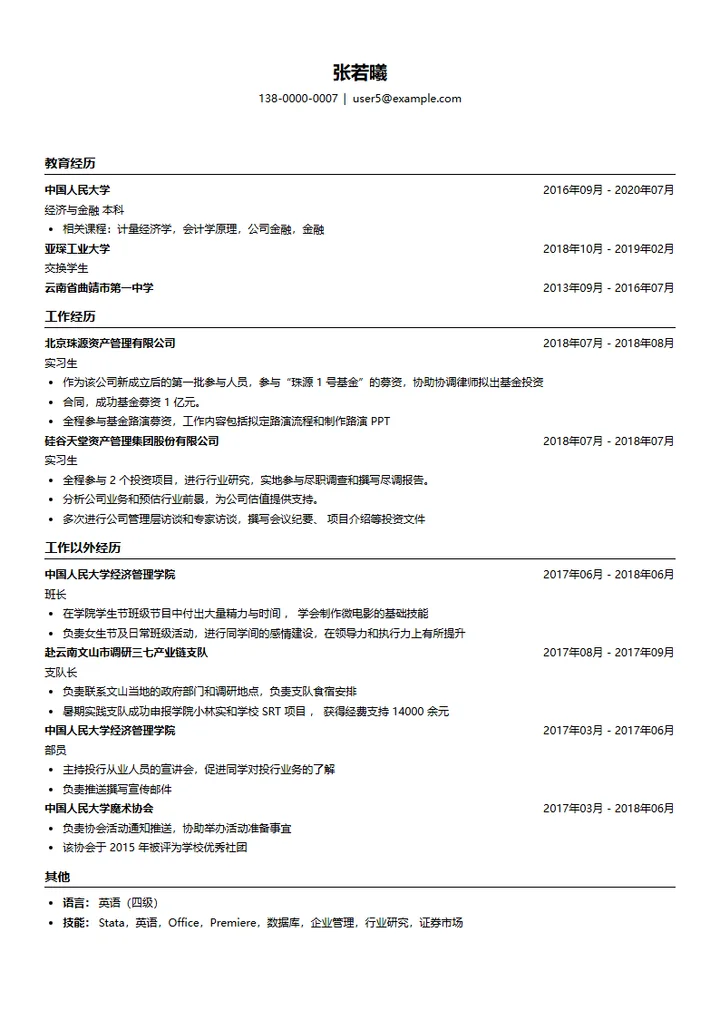 张若曦
138-0000-0007 | user5@example.com
教育经历
中国人民大学 2016年09月 - 2020年07月
经济与金融 本科
• 相关课程：计量经济学，会计学原理，公司金融，金融
亚琛工业大学 2018年10月 - 2019年02月
交换学生
云南省曲靖市第一中学 2013年09月 - 2016年07月
工作经历
北京珠源资产管理有限公司 2018年07月 - 2018年08月
实习生
• 作为该公司新成立后的第一批参与人员，参与“珠源 1 号基金”的募资，协助协调律师拟出基金投资
• 合同，成功基金募资 1 亿元。
• 全程参与基金路演募资，工作内容包括拟定路演流程和制作路演 PPT
硅谷天堂资产管理集团股份有限公司 2018年07月 - 2018年07月
实习生
• 全程参与 2 个投资项目，进行行业研究，实地参与尽职调查和撰写尽调报告。
• 分析公司业务和预估行业前景，为公司估值提供支持。
• 多次进行公司管理层访谈和专家访谈，撰写会议纪要、 项目介绍等投资文件
工作以外经历
中国人民大学经济管理学院 2017年06月 - 2018年06月
班长
• 在学院学生节班级节目中付出大量精力与时间 ， 学会制作微电影的基础技能
• 负责女生节及日常班级活动，进行同学间的感情建设，在领导力和执行力上有所提升
赴云南文山市调研三七产业链支队 2017年08月 - 2017年09月
支队长
• 负责联系文山当地的政府部门和调研地点，负责支队食宿安排
• 暑期实践支队成功申报学院小林实和学校 SRT 项目 ， 获得经费支持 14000 余元
中国人民大学经济管理学院 2017年03月 - 2017年06月
部员
• 主持投行从业人员的宣讲会，促进同学对投行业务的了解
• 负责推送撰写宣传邮件
中国人民大学魔术协会 2017年03月 - 2018年06月
• 负责协会活动通知推送，协助举办活动准备事宜
• 该协会于 2015 年被评为学校优秀社团
其他
• 语言： 英语（四级）
• 技能： Stata，英语，Office，Premiere，数据库，企业管理，行业研究，证券市场